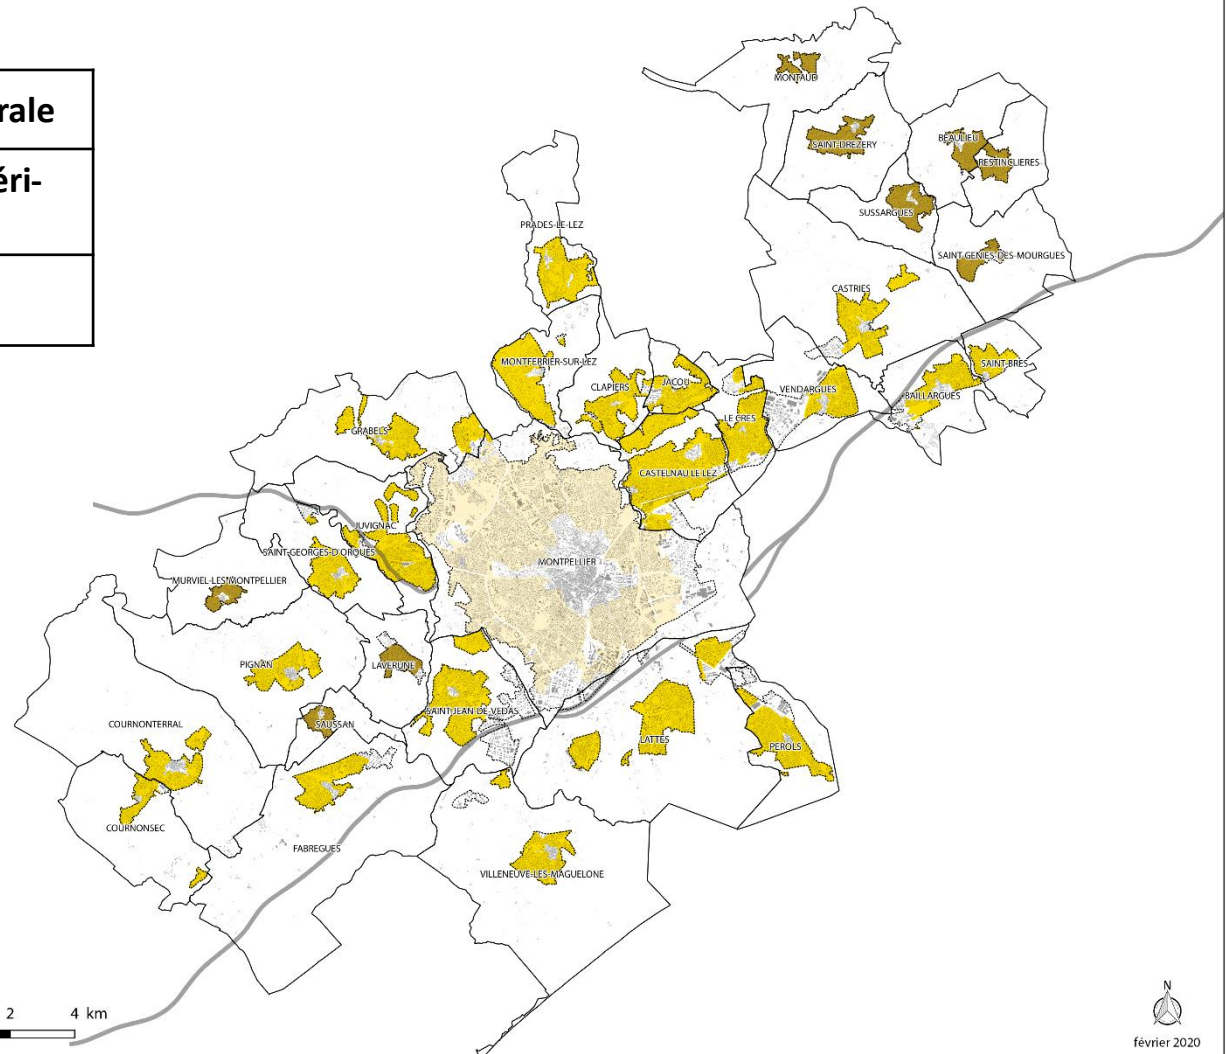 rale
éri-
MONTAUD
SAINT-DREZERY
BEAULIEU
RESTINCLIERES
SUSSARGUES
SAINT-GENIES-DES-MOURGUES
PRADES-LE-LEZ
CASTRIES
MONTFERRIER-SUR-LEZ
CLAPIERS
JACOU
VENDARGUES
SAINT-BRES
BAILLARGUES
LE CRES
GRABELS
CASTELNAU LE LEZ
JUVIGNAC
SAINT-GEORGES-D'ORQUES
MONTPELLIER
MURVIEL-LES-MONTPELLIER
PIGNAN
LAVERUNE
SAINT-JEAN-DE-VEDAS
COURNONTERRAL
SAUSSAN
LATTES
PEROLS
COURNONSEC
FABREGUES
VILLENEUVE-LES-MAGUELONE
2 4 km
N
février 2020